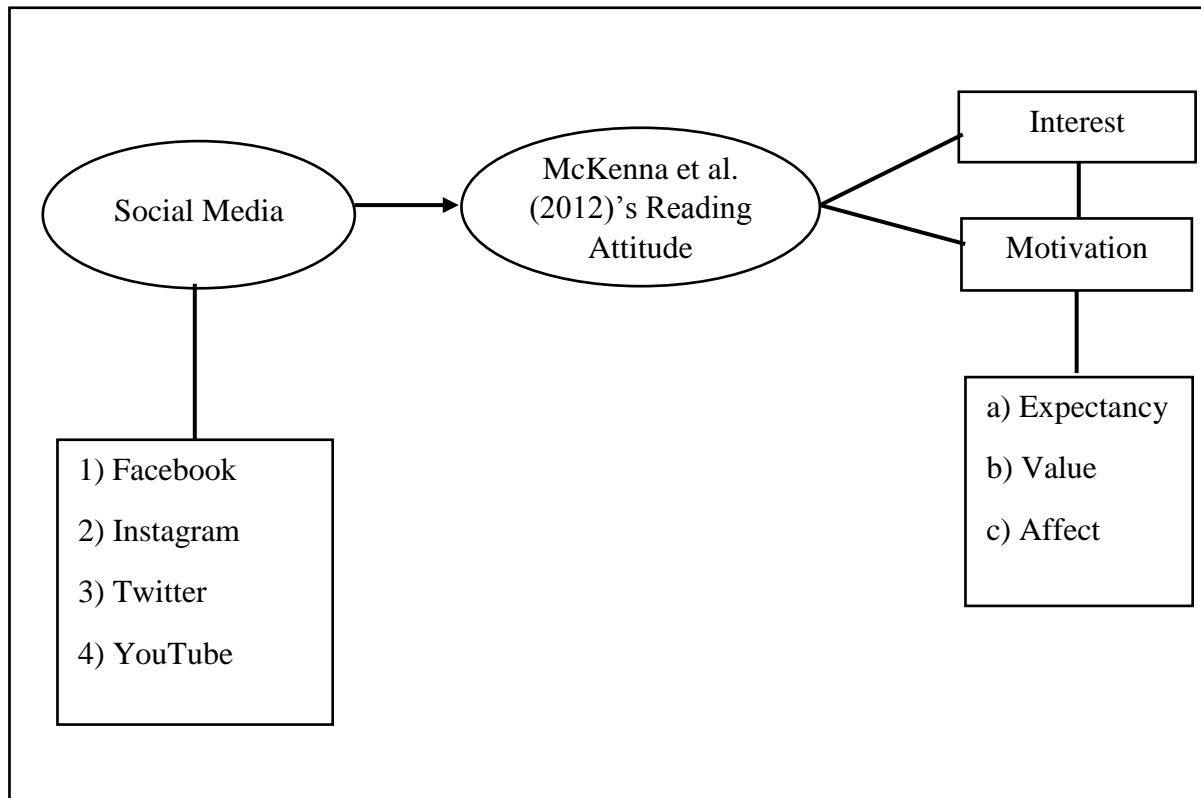 Social Media
McKenna et al.
(2012)'s Reading
Attitude
Interest
Motivation
1) Facebook
2) Instagram
3) Twitter
4) YouTube
a) Expectancy
b) Value
c) Affect